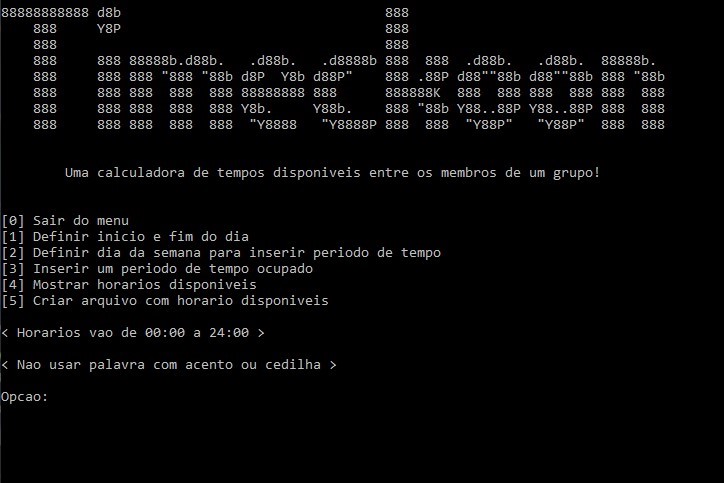 88888888888 d8b                                 888
    888     Y8P                                 888
    888                                         888
    888     888 88888b.d88b.   .d88b.   .d8888b 888  888  .d88b.  .d88b.  88888b.
    888     888 888 "888 "88b d8P  Y8b d88P"    888 .88P d88""88b d88""88b 888 "88b
    888     888 888  888  888 88888888 888      888888K  888  888 888  888 888  888
    888     888 888  888  888 Y8b.     Y88b.    888 "88b Y88..88P Y88..88P 888  888
    888     888 888  888  888  "Y8888   "Y8888P 888  888  "Y88P"   "Y88P"  888  888
Uma calculadora de tempos disponiveis entre os membros de um grupo!
[0] Sair do menu
[1] Definir inicio e fim do dia
[2] Definir dia da semana para inserir periodo de tempo
[3] Inserir um periodo de tempo ocupado
[4] Mostrar horarios disponiveis
[5] Criar arquivo com horario disponiveis
< Horarios vao de 00:00 a 24:00 >
< Nao usar palavra com acento ou cedilha >
Opcao: